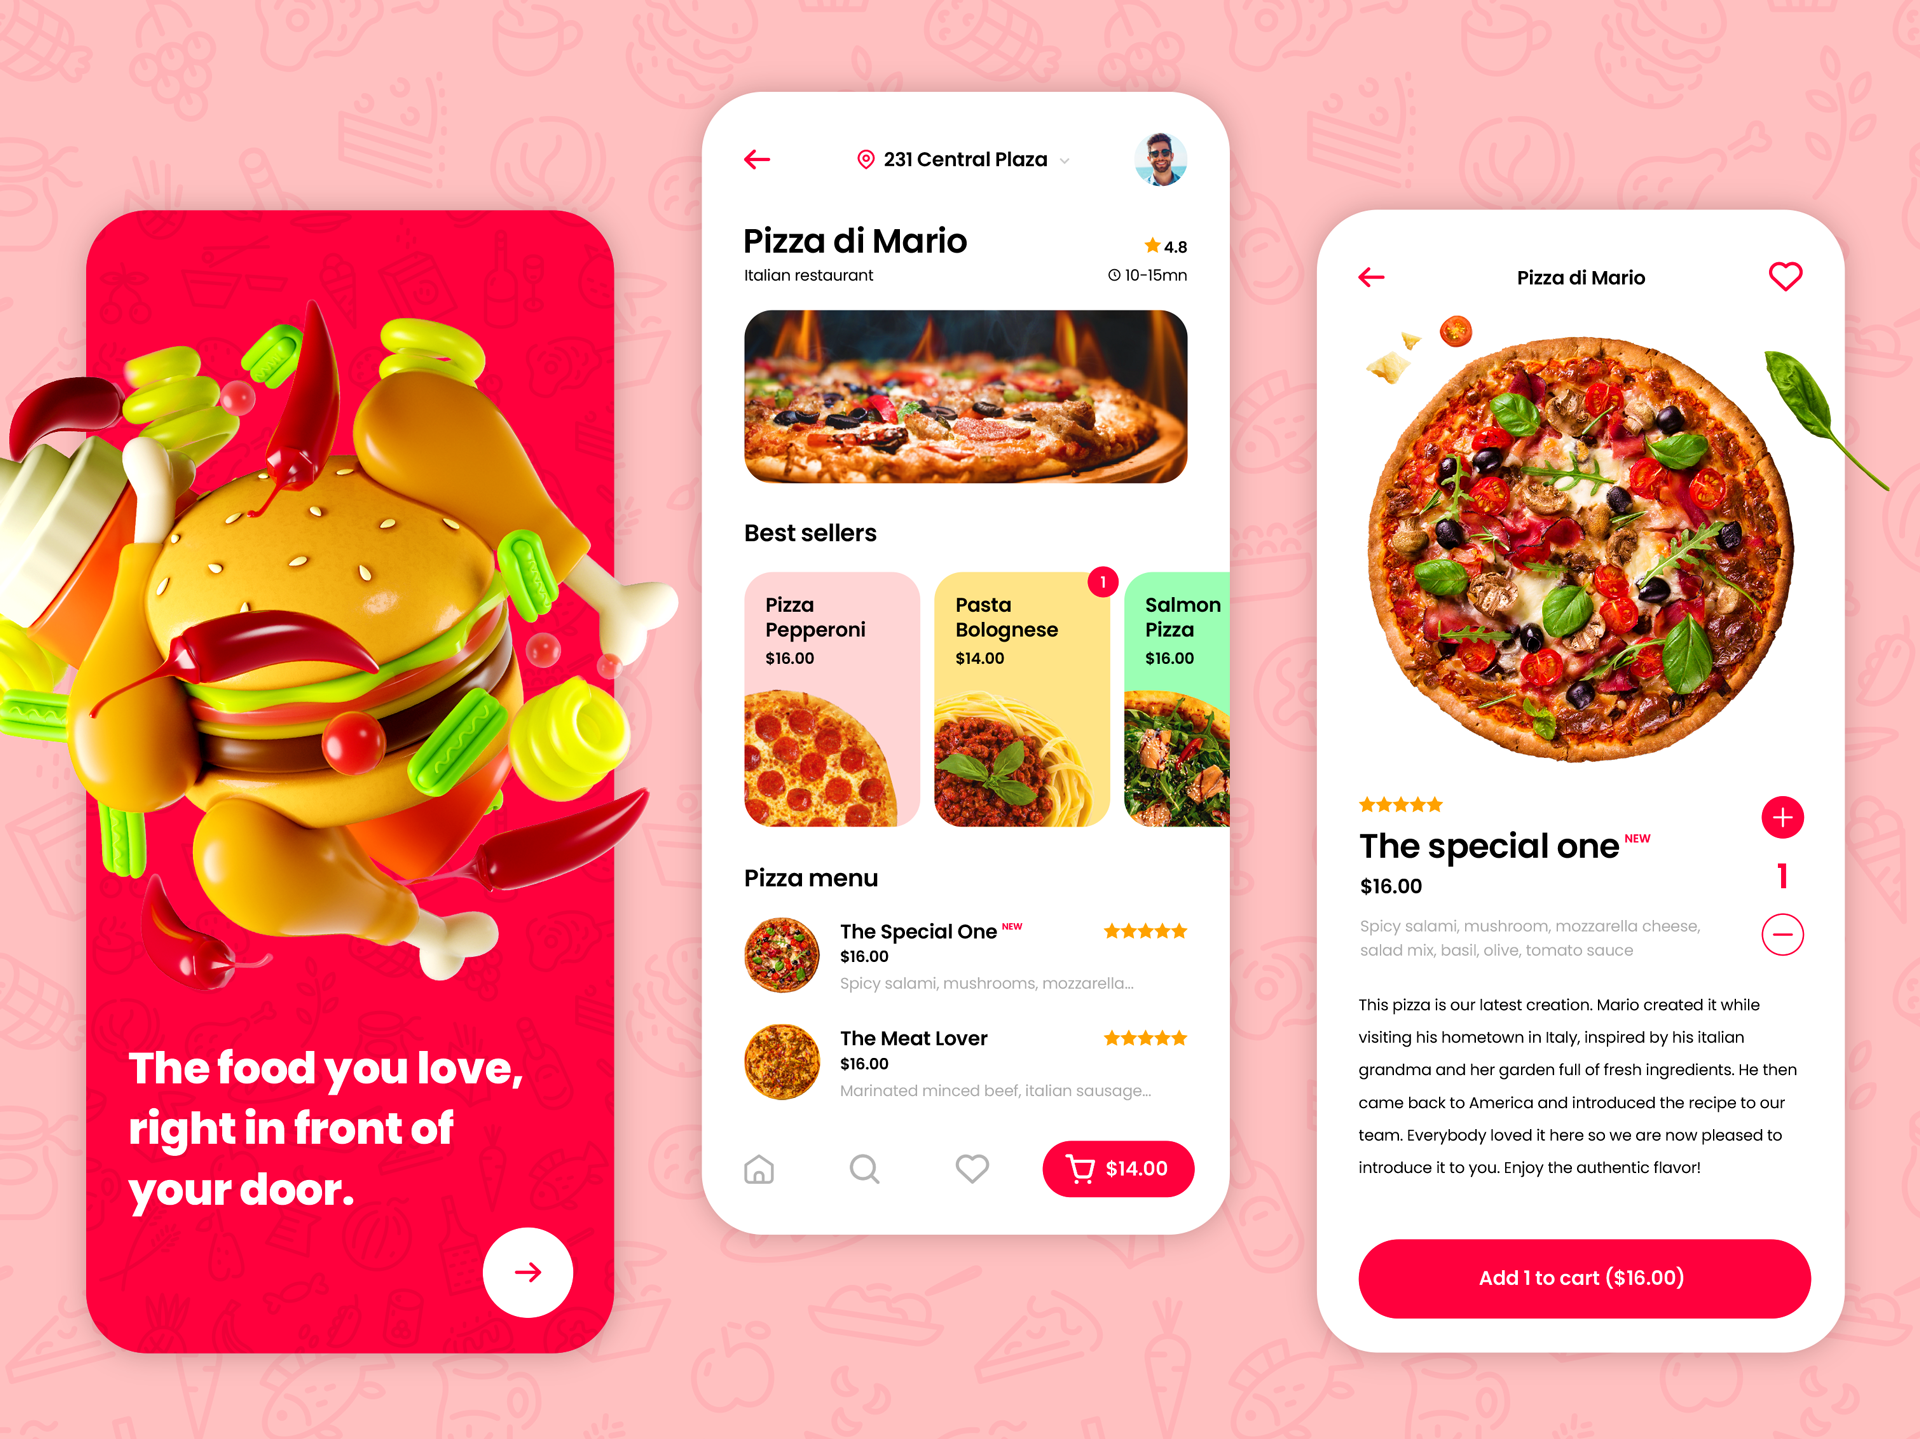 The food you love,
right in front of
your door.
231 Central Plaza
Pizza di Mario
4.8
Italian restaurant
10-15mn
Best sellers
Pizza
Pepperoni
$16.00
1
Pasta
Bolognese
$14.00
Salmon
Pizza
$16.00
Pizza menu
The Special One NEW
$16.00
Spicy salami, mushrooms, mozzarella...
The Meat Lover
$16.00
Marinated minced beef, italian sausage...
$14.00
Pizza di Mario
The special one NEW
$16.00
1
Spicy salami, mushroom, mozzarella cheese,
salad mix, basil, olive, tomato sauce
This pizza is our latest creation. Mario created it while
visiting his hometown in Italy, inspired by his italian
grandma and her garden full of fresh ingredients. He then
came back to America and introduced the recipe to our
team. Everybody loved it here so we are now pleased to
introduce it to you. Enjoy the authentic flavor!
Add 1 to cart ($16.00)